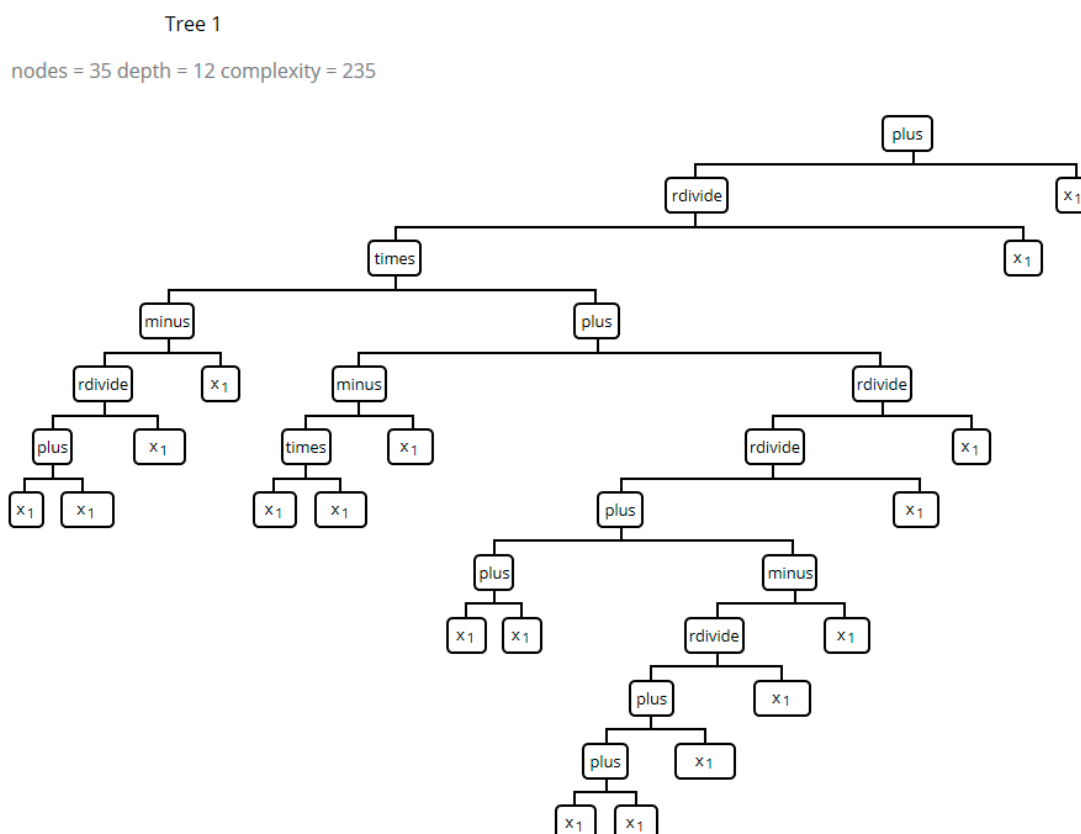 Tree 1
nodes = 35 depth = 12 complexity = 235
plus
rdivide x1
times x1
minus plus
rdivide x1 minus rdivide
plus x1 times x1 rdivide x1
x1 x1 x1 x1 plus x1
plus minus
x1 x1 rdivide x1
plus x1
plus x1
x1 x1